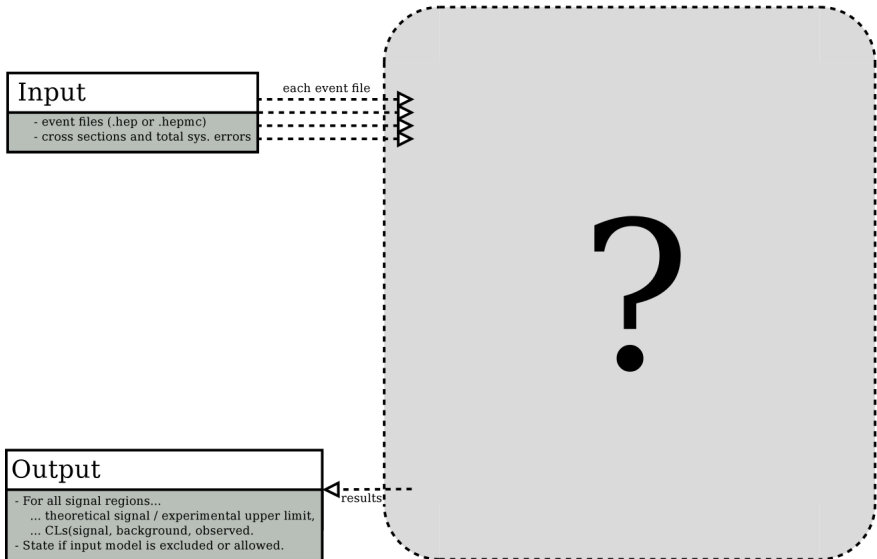 Input
each event file
- event files (.hep or .hepmc)
- cross sections and total sys. errors
?
Output
results
- For all signal regions...
... theoretical signal / experimental upper limit,
... CLs(signal, background, observed.
- State if input model is excluded or allowed.